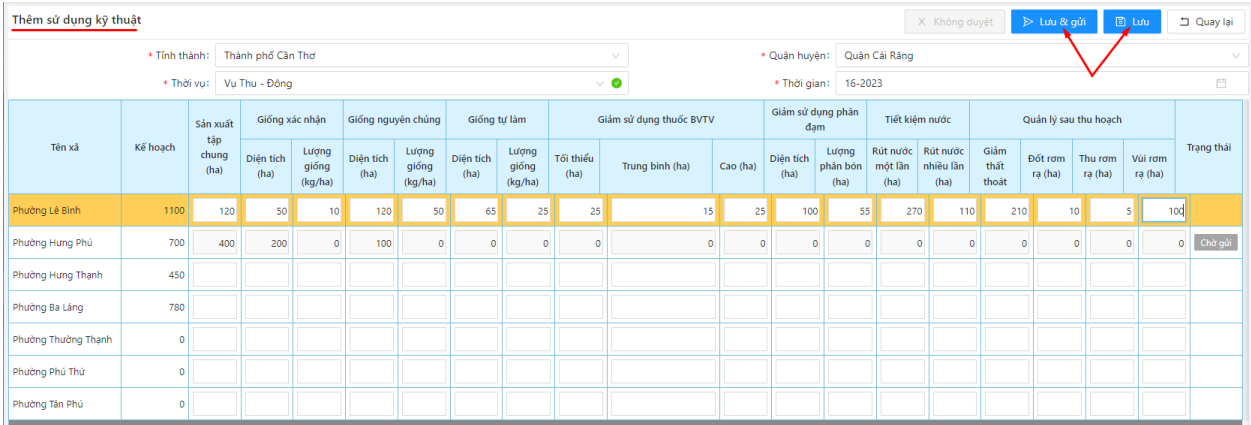 Thêm sử dụng kỹ thuật
Không duyệt
Lưu & gửi
Lưu
Quay lại
* Tỉnh thành: Thành phố Cần Thơ
* Quận huyện: Quận Cái Răng
* Thời vụ: Vụ Thu - Đông
* Thời gian: 16-2023
Tên xã
Kế hoạch
Sản xuất tập chung (ha)
Giống xác nhận
Giống nguyên chủng
Giống tự làm
Giảm sử dụng thuốc BVTV
Giảm sử dụng phân đạm
Tiết kiệm nước
Quản lý sau thu hoạch
Trạng thái
Diện tích (ha)
Lượng giống (kg/ha)
Diện tích (ha)
Lượng giống (kg/ha)
Diện tích (ha)
Lượng giống (kg/ha)
Tối thiểu (ha)
Trung bình (ha)
Cao (ha)
Diện tích (ha)
Lượng phân bón (ha)
Rút nước một lần (ha)
Rút nước nhiều lần (ha)
Giảm thất thoát
Đốt rơm rạ (ha)
Thu rơm rạ (ha)
Vùi rơm rạ (ha)
Phường Lê Bình 1100 120 50 10 120 50 65 25 25 15 25 100 55 270 110 210 10 5 100
Phường Hưng Phú 700 400 200 0 100 0 0 0 0 0 0 0 0 0 0 0 0 0 0 Chờ gửi
Phường Hưng Thạnh 450
Phường Ba Láng 780
Phường Thường Thạnh 0
Phường Phú Thứ 0
Phường Tân Phú 0